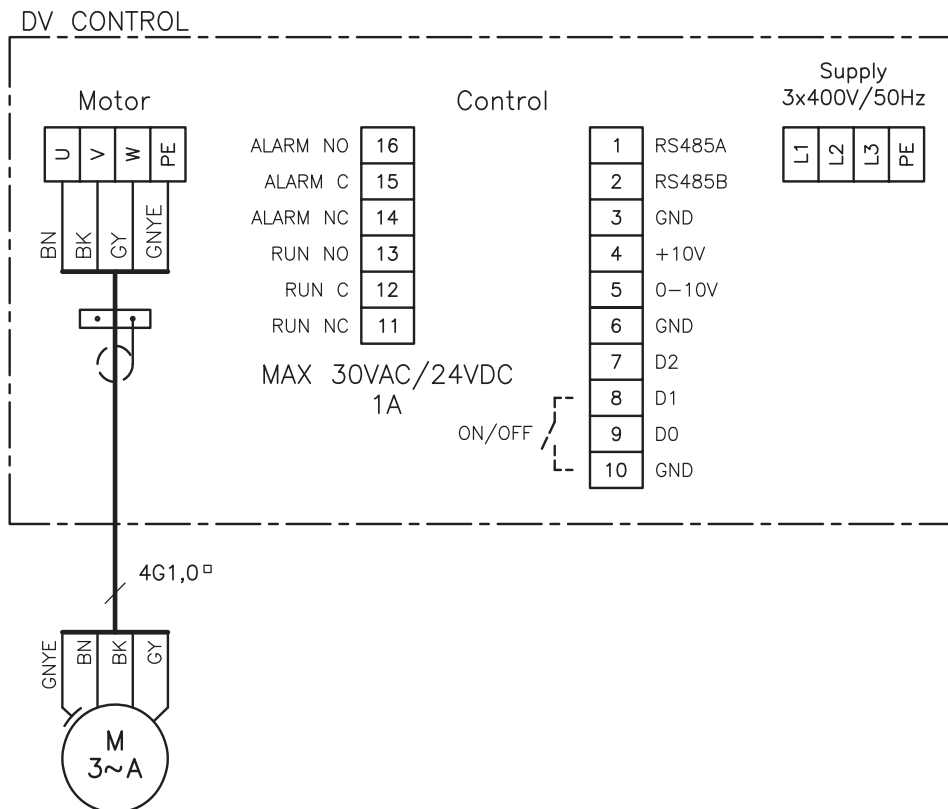 DV CONTROL
Motor
U V W PE
BN BK GY GNYE
Control
ALARM NO 16
ALARM C 15
ALARM NC 14
RUN NO 13
RUN C 12
RUN NC 11
MAX 30VAC/24VDC
1A
1 RS485A
2 RS485B
3 GND
4 +10V
5 0-10V
6 GND
7 D2
8 D1
9 D0
10 GND
ON/OFF
Supply
3x400V/50Hz
L1 L2 L3 PE
4G1,0▫
GNYE BN BK GY
M
3~A